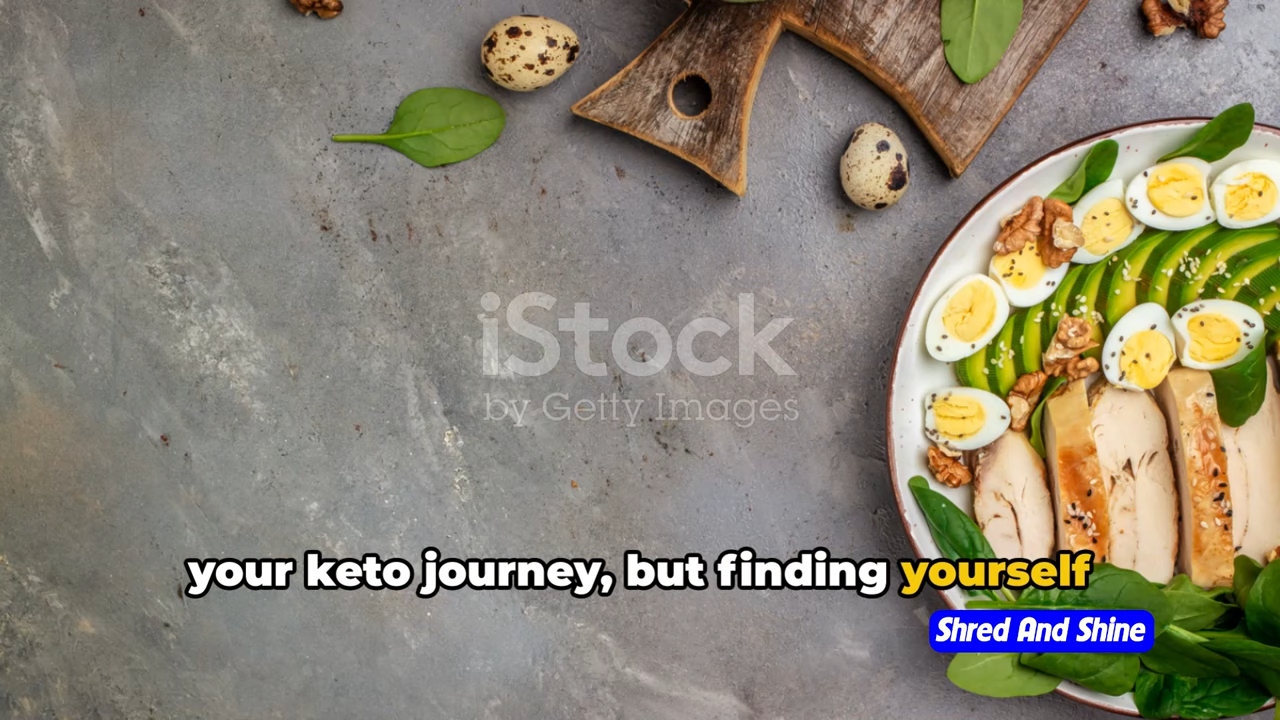 iStock
by Getty Images
your keto journey, but finding yourself
Shred And Shine